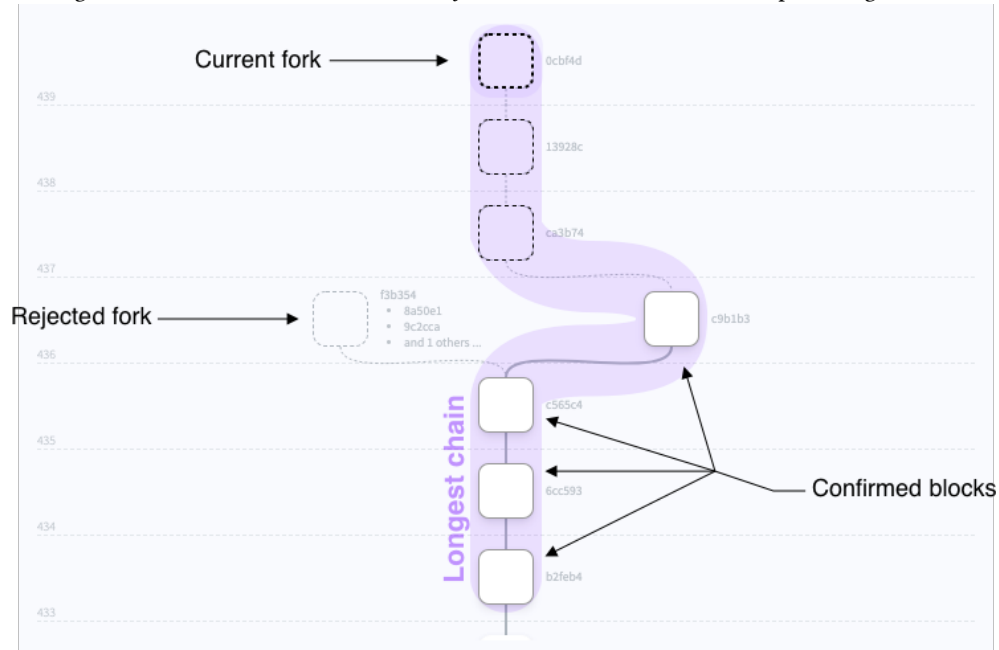 Current fork
0cbf4d
439
13928c
438
ca3b74
437
f3b354
▪ 8a50e1
▪ 9c2cca
▪ and 1 others ...
Rejected fork
c9b1b3
436
c565c4
Longest chain
435
6cc593
Confirmed blocks
434
b2feb4
433